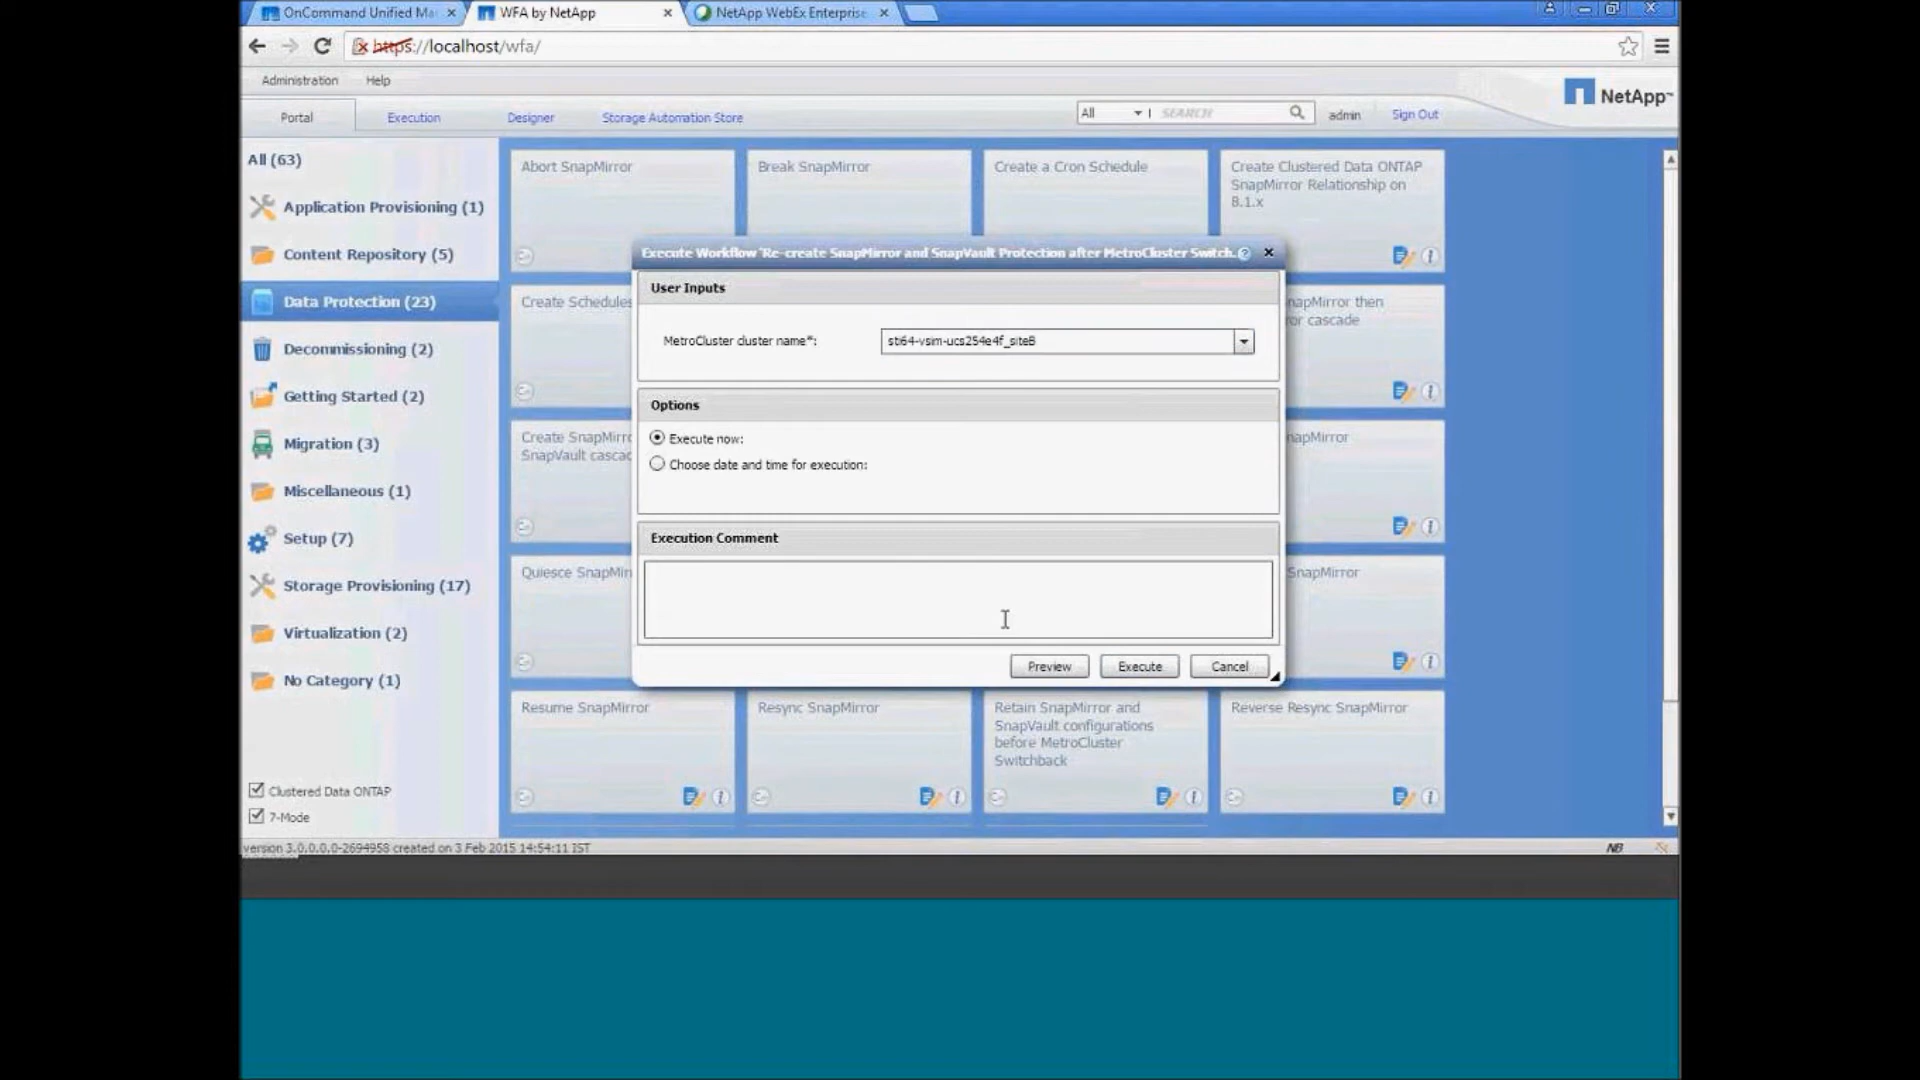 OnCommand Unified Ma
WFA by NetApp
NetApp WebEx Enterprise
https://localhost/wfa/
Administration
Help
NetApp™
Portal
Execution
Designer
Storage Automation Store
All
SEARCH
admin
Sign Out
All (63)
Application Provisioning (1)
Content Repository (5)
Data Protection (23)
Decommissioning (2)
Getting Started (2)
Migration (3)
Miscellaneous (1)
Setup (7)
Storage Provisioning (17)
Virtualization (2)
No Category (1)
Clustered Data ONTAP
7-Mode
Abort SnapMirror
Break SnapMirror
Create a Cron Schedule
Create Clustered Data ONTAP
SnapMirror Relationship on
8.1.x
Create Schedules
napMirror then
ror cascade
Create SnapMirro
SnapVault cascad
napMirror
Quiesce SnapMirr
SnapMirror
Execute Workflow 'Re-create SnapMirror and SnapVault Protection after MetroCluster Switch...
User Inputs
MetroCluster cluster name*:
sti64-vsim-ucs254e4f_siteB
Options
Execute now:
Choose date and time for execution:
Execution Comment
Preview
Execute
Cancel
Resume SnapMirror
Resync SnapMirror
Retain SnapMirror and
SnapVault configurations
before MetroCluster
Switchback
Reverse Resync SnapMirror
version 3.0.0.0.0-2694958 created on 3 Feb 2015 14:54:11 IST
NB